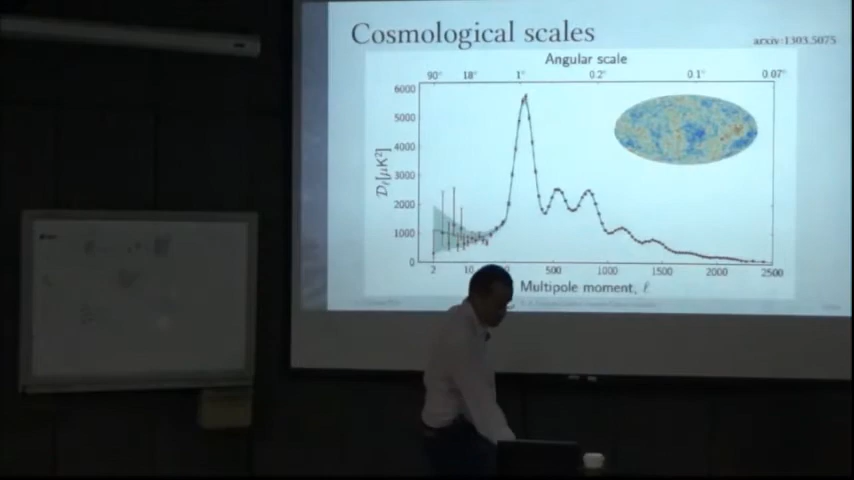 Cosmological scales
arxiv:1303.5075
Angular scale
90° 18° 1° 0.2° 0.1° 0.07°
6000
5000
4000
3000
2000
1000
0
𝒟ℓ[μK²]
2 10 500 1000 1500 2000 2500
Multipole moment, ℓ